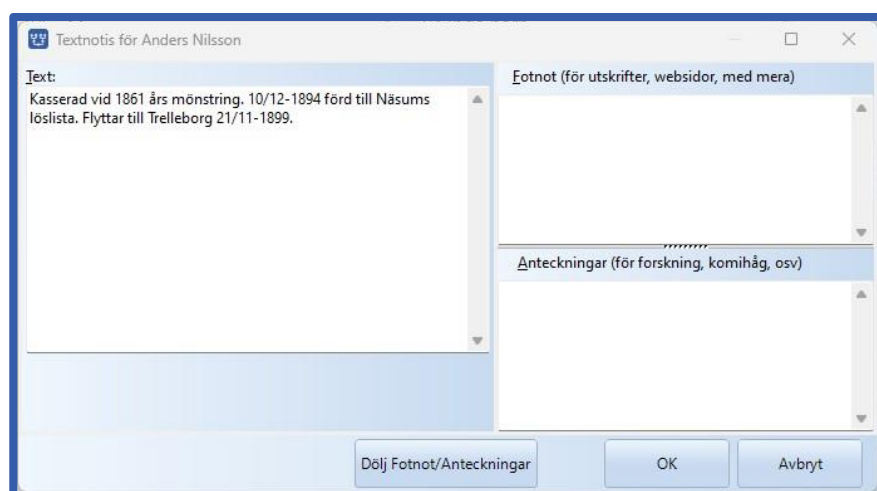 Textnotis för Anders Nilsson
Text:
Kasserad vid 1861 års mönstring. 10/12-1894 förd till Näsums
löslista. Flyttar till Trelleborg 21/11-1899.
Fotnot (för utskrifter, websidor, med mera)
Anteckningar (för forskning, komihåg, osv)
Dölj Fotnot/Anteckningar
OK
Avbryt